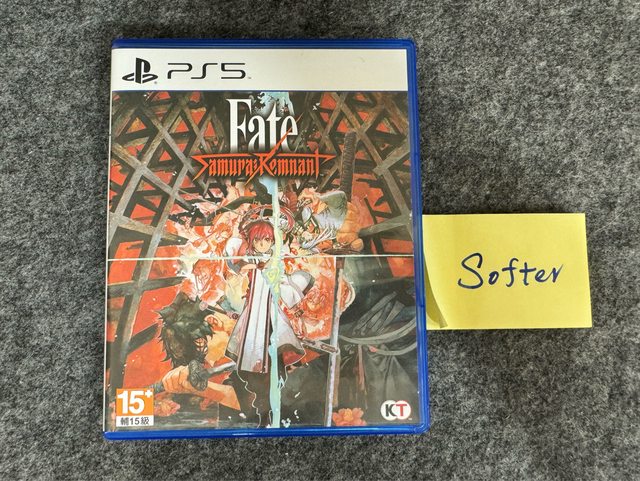 PS5
Fate
Samurai Remnant
Softer
15+
輔15級
KT